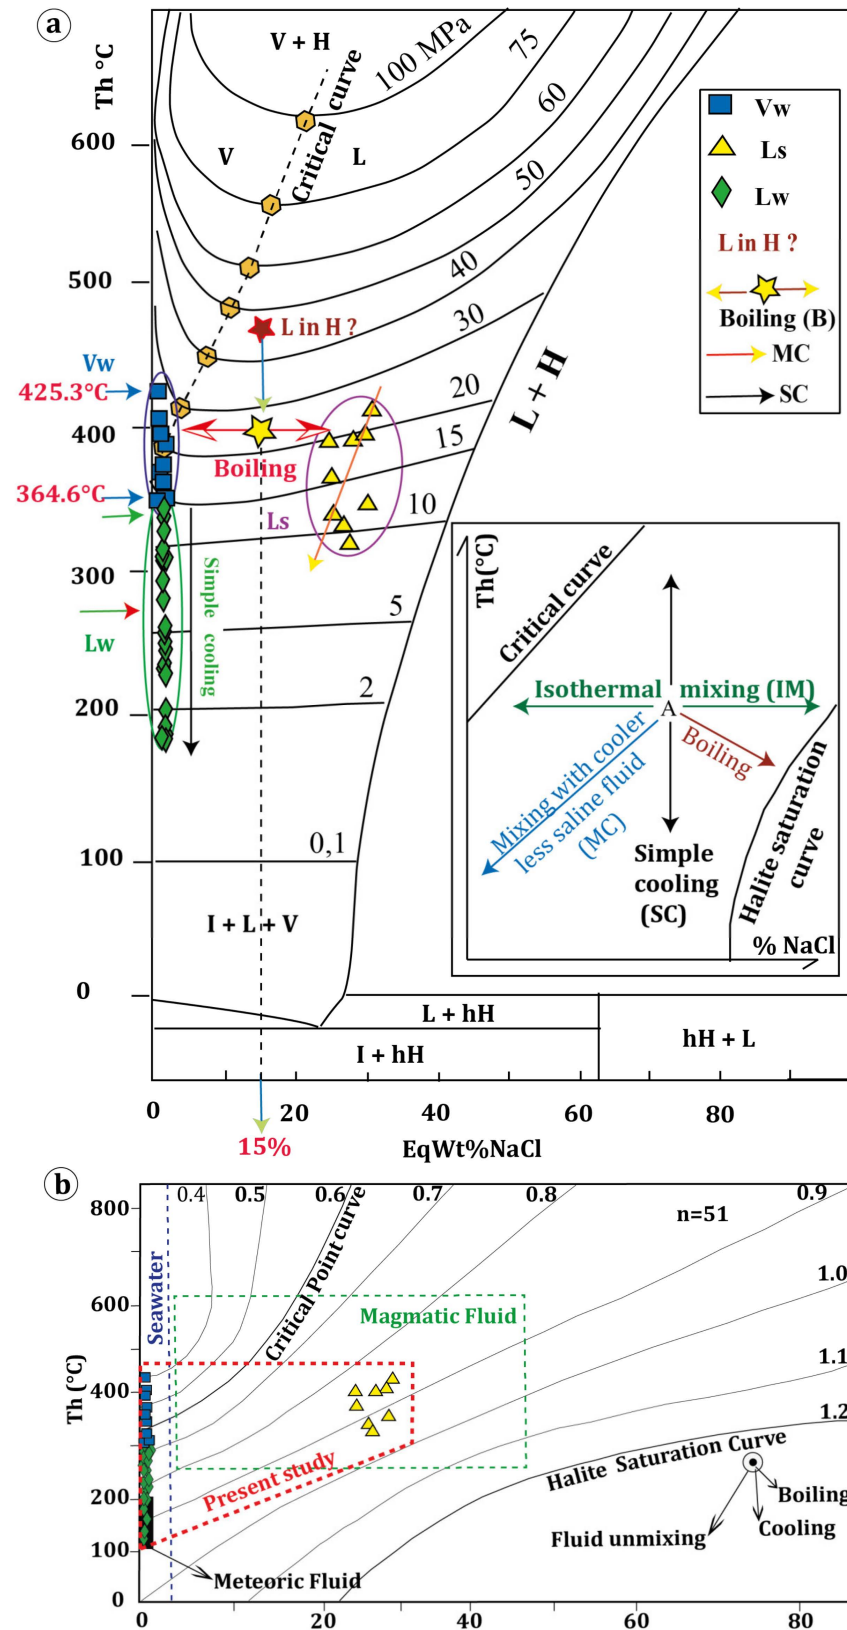 a
Th °C
V + H
100 MPa
75
60
50
40
30
20
15
10
5
2
0,1
Critical curve
V
L
600
500
400
300
200
100
0
Vw
Ls
Lw
L in H ?
Boiling (B)
MC
SC
L in H ?
Vw
425.3°C
364.6°C
Boiling
Ls
Lw
Simple cooling
L + H
I + L + V
L + hH
I + hH
hH + L
0
20
40
60
80
15%
EqWt%NaCl
Th(°C)
Critical curve
Isothermal mixing (IM)
A
Boiling
Mixing with cooler
less saline fluid
(MC)
Simple
cooling
(SC)
Halite saturation
curve
% NaCl
b
Th (°C)
800
600
400
200
100
0
0.4
0.5
0.6
0.7
0.8
0.9
1.0
1.1
1.2
n=51
Seawater
Critical Point curve
Magmatic Fluid
Present study
Halite Saturation Curve
Boiling
Cooling
Fluid unmixing
Meteoric Fluid
0
20
40
60
80